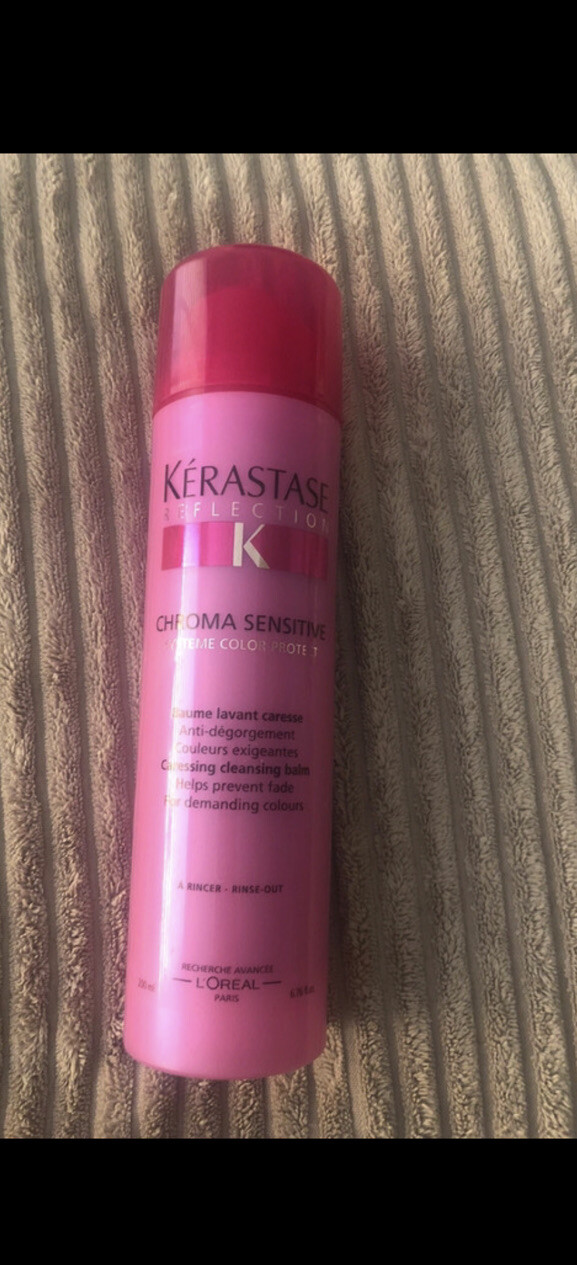 KÉRASTASE
REFLECTION
K
CHROMA SENSITIVE
SYSTEME COLOR-PROTECT
Baume lavant caresse
Anti-dégorgement
Couleurs exigeantes
Caressing cleansing balm
Helps prevent fade
For demanding colours
A RINCER - RINSE-OUT
RECHERCHE AVANCÉE
L'ORÉAL
PARIS